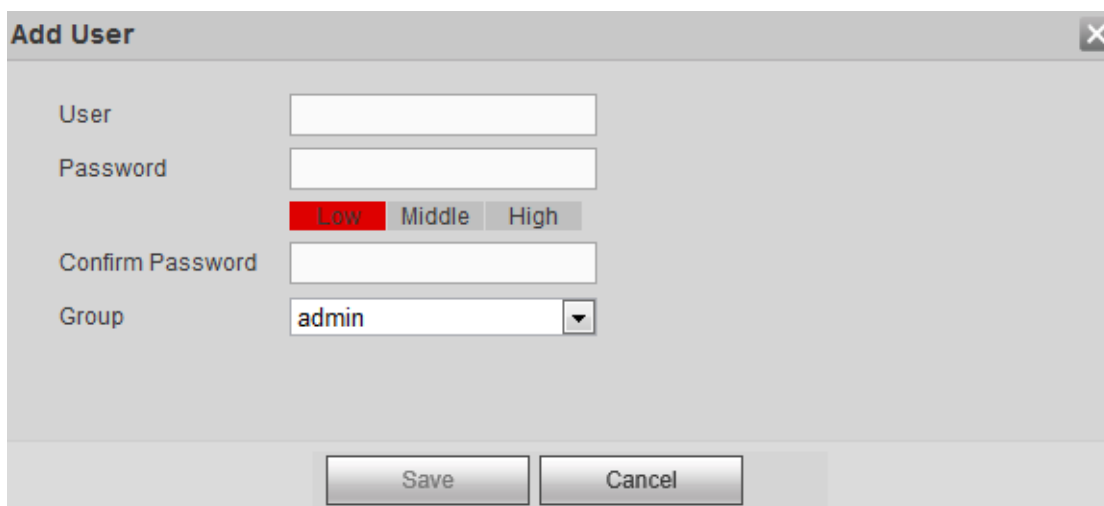 Add User
User
Password
Low Middle High
Confirm Password
Group admin
Save Cancel